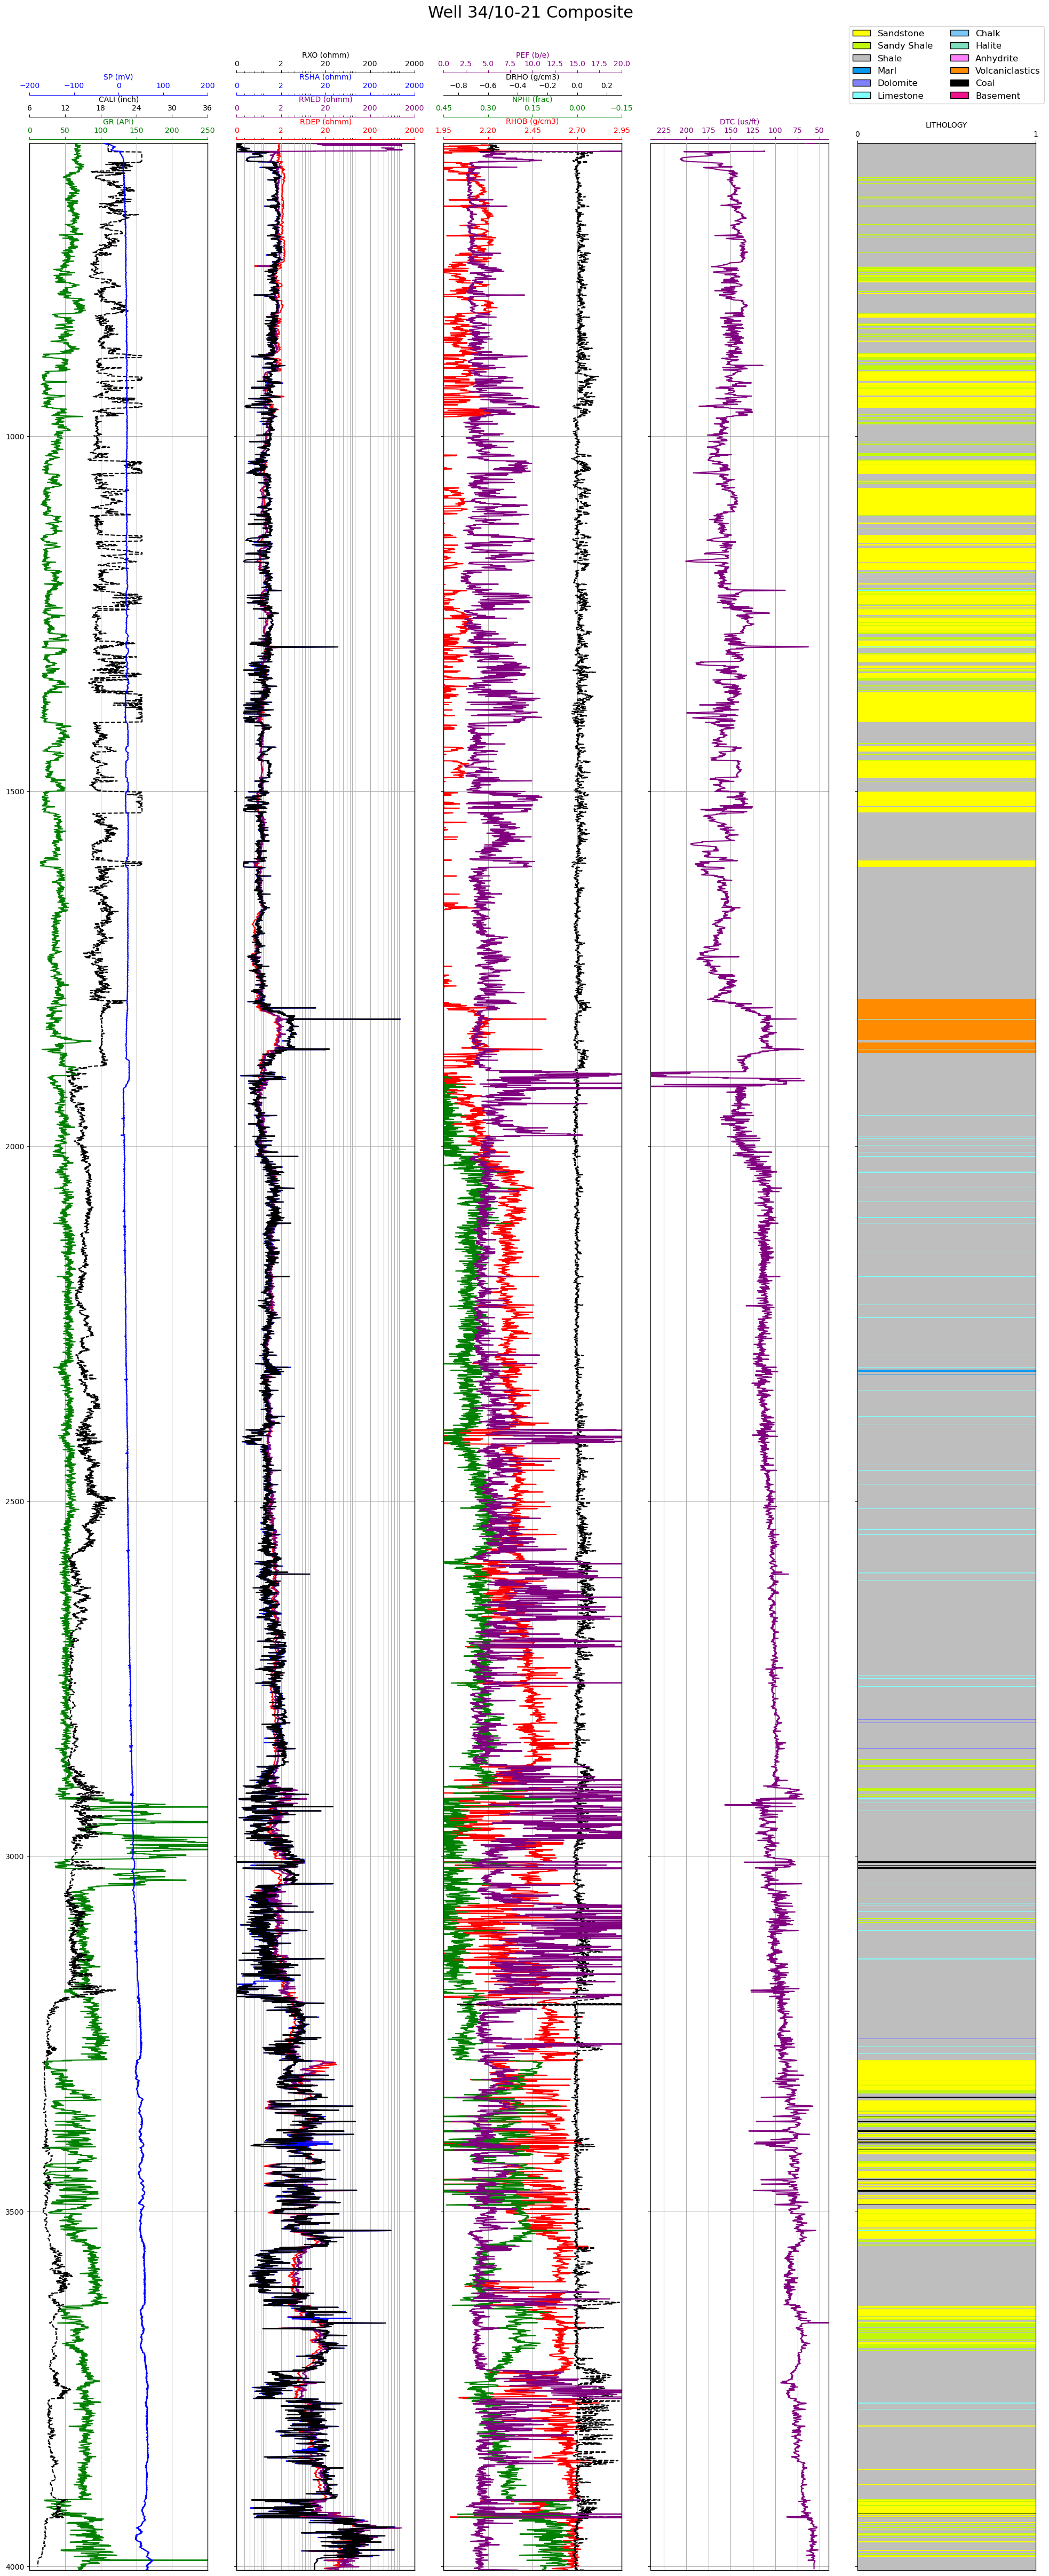 Well 34/10-21 Composite
Sandstone
Sandy Shale
Shale
Marl
Dolomite
Limestone
Chalk
Halite
Anhydrite
Volcaniclastics
Coal
Basement
SP (mV)
−200 −100 0 100 200
CALI (inch)
6 12 18 24 30 36
GR (API)
0 50 100 150 200 250
RXO (ohmm)
0 2 20 200 2000
RSHA (ohmm)
0 2 20 200 2000
RMED (ohmm)
0 2 20 200 2000
RDEP (ohmm)
0 2 20 200 2000
PEF (b/e)
0.0 2.5 5.0 7.5 10.0 12.5 15.0 17.5 20.0
DRHO (g/cm3)
−0.8 −0.6 −0.4 −0.2 0.0 0.2
NPHI (frac)
0.45 0.30 0.15 0.00 −0.15
RHOB (g/cm3)
1.95 2.20 2.45 2.70 2.95
DTC (us/ft)
225 200 175 150 125 100 75 50
LITHOLOGY
0 1
1000
1500
2000
2500
3000
3500
4000